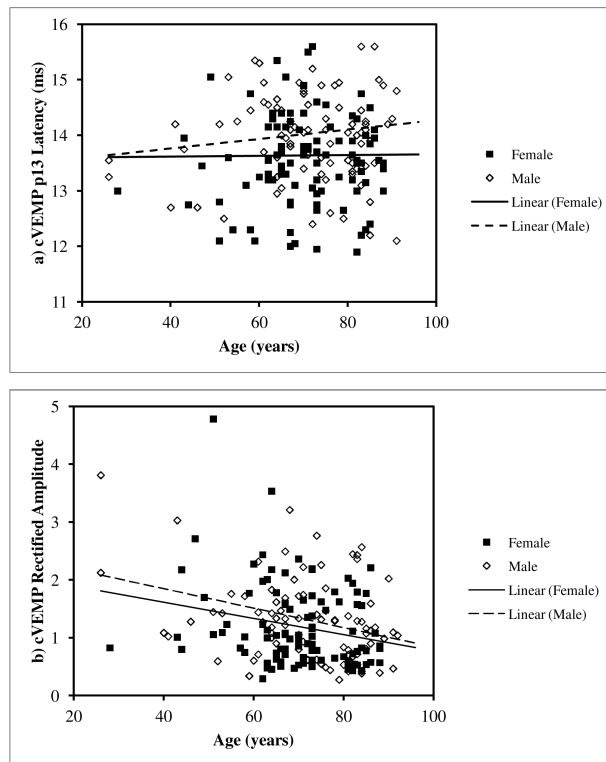 16
15
14
13
12
11
a) cVEMP p13 Latency (ms)
20 40 60 80 100
Age (years)
Female
Male
Linear (Female)
Linear (Male)
5
4
3
2
1
0
b) cVEMP Rectified Amplitude
20 40 60 80 100
Age (years)
Female
Male
Linear (Female)
Linear (Male)